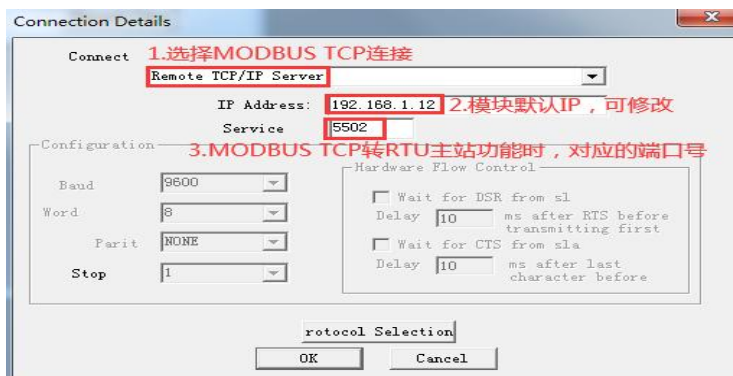 Connection Details
Connect 1.选择MODBUS TCP连接
Remote TCP/IP Server
IP Address: 192.168.1.12 2.模块默认IP，可修改
Service 5502
Configuration
3.MODBUS TCP转RTU主站功能时，对应的端口号
Hardware Flow Control
Baud 9600
Wait for DSR from sl
Word 8
Delay 10 ms after RTS before
transmitting first
Parit NONE
Wait for CTS from sla
Stop 1
Delay 10 ms after last
character before
rotocol Selection
OK Cancel